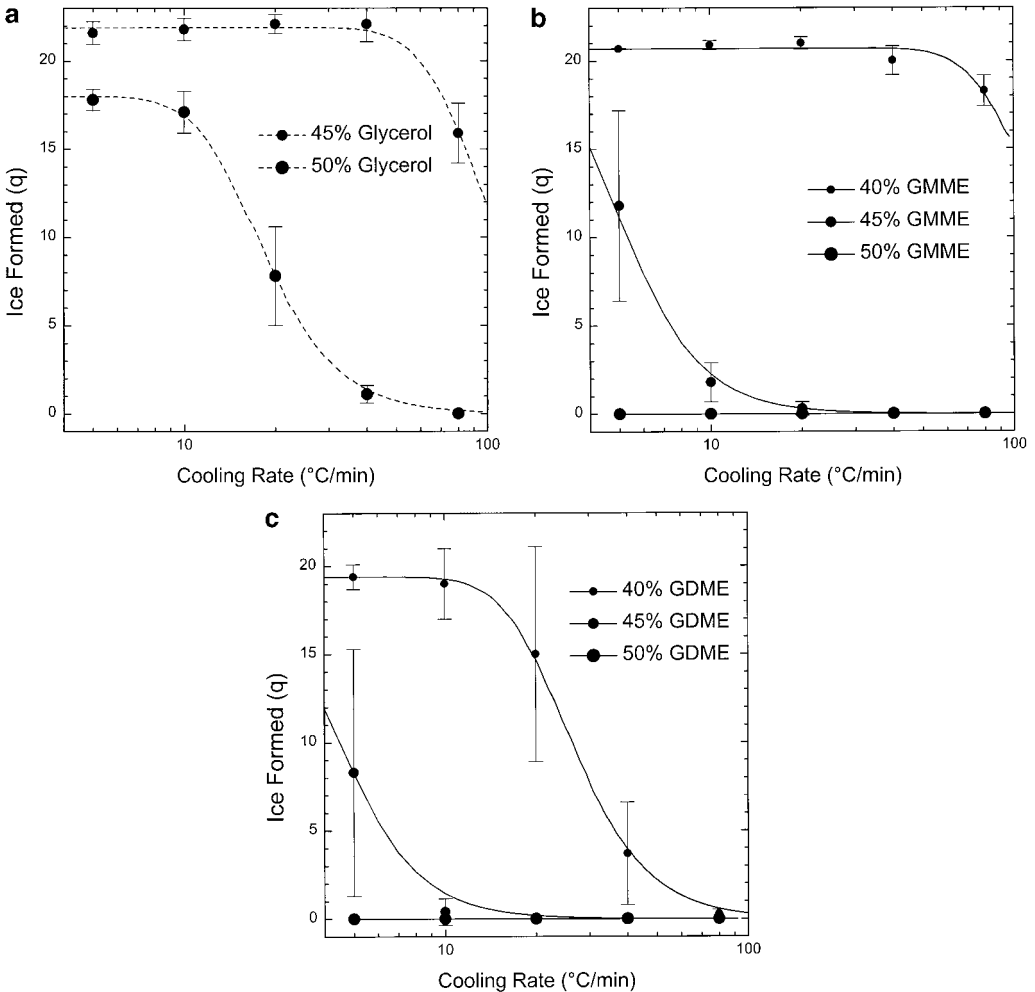 a
Ice Formed (q)
20
15
10
5
0
45% Glycerol
50% Glycerol
10
100
Cooling Rate (°C/min)
b
Ice Formed (q)
20
15
10
5
0
40% GMME
45% GMME
50% GMME
10
100
Cooling Rate (°C/min)
c
Ice Formed (q)
20
15
10
5
0
40% GDME
45% GDME
50% GDME
10
100
Cooling Rate (°C/min)